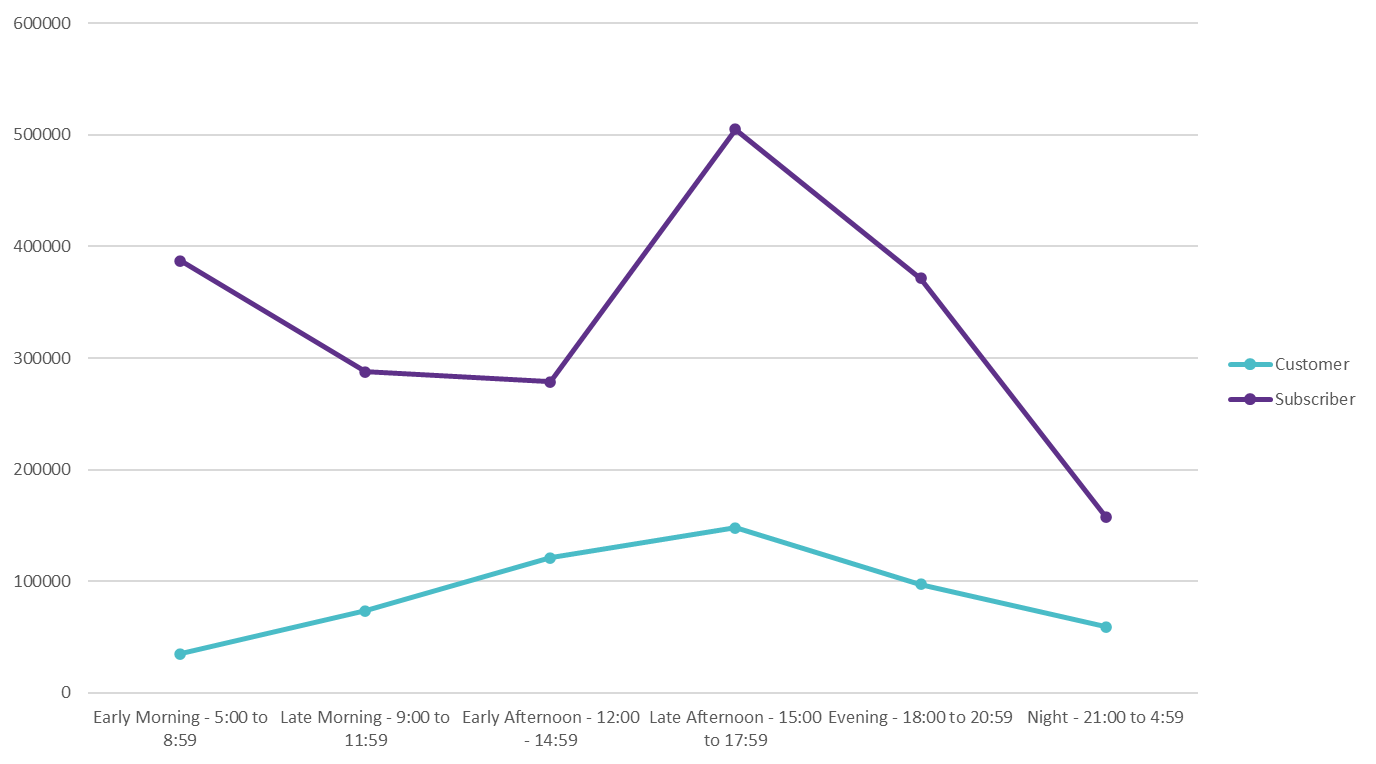 600000
500000
400000
300000
200000
100000
0
Early Morning - 5:00 to
8:59
Late Morning - 9:00 to
11:59
Early Afternoon - 12:00
- 14:59
Late Afternoon - 15:00
to 17:59
Evening - 18:00 to 20:59
Night - 21:00 to 4:59
Customer
Subscriber